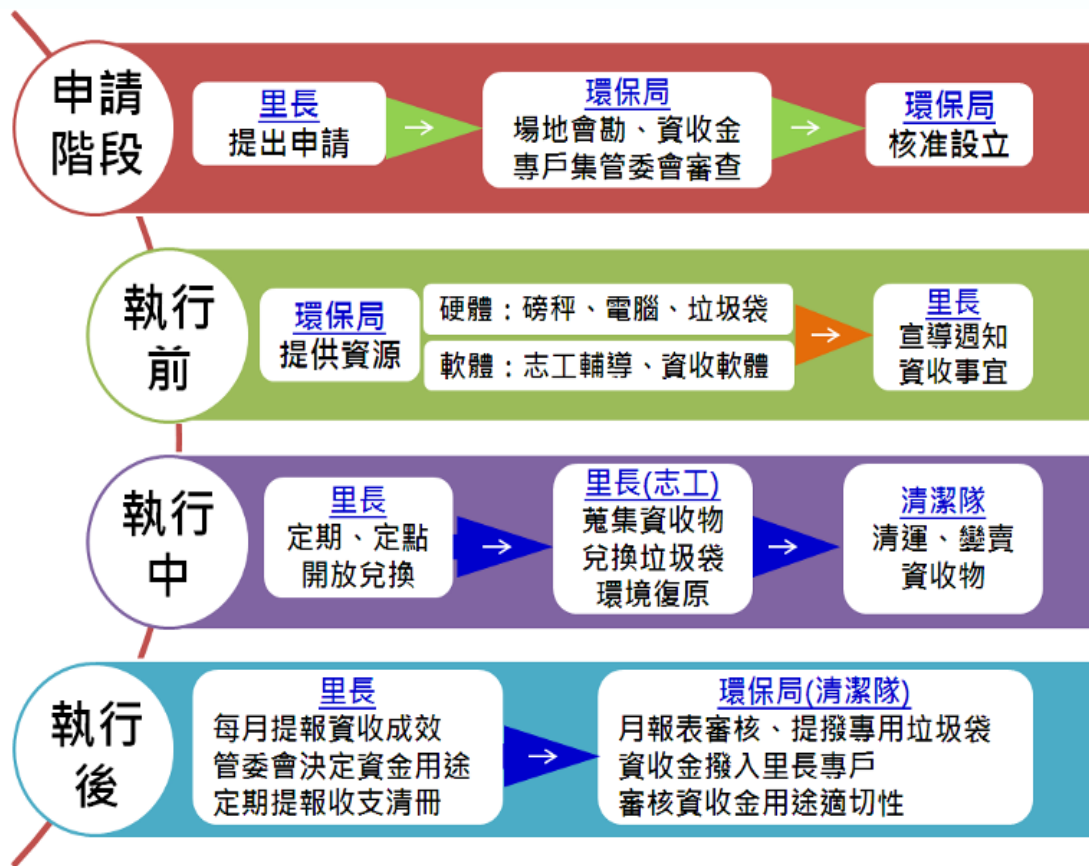 申請
階段
里長
提出申請
→
環保局
場地會勘、資收金
專戶集管委會審查
→
環保局
核准設立
執行
前
環保局
提供資源
硬體：磅秤、電腦、垃圾袋
軟體：志工輔導、資收軟體
→
里長
宣導週知
資收事宜
執行
中
里長
定期、定點
開放兌換
→
里長(志工)
蒐集資收物
兌換垃圾袋
環境復原
→
清潔隊
清運、變賣
資收物
執行
後
里長
每月提報資收成效
管委會決定資金用途
定期提報收支清冊
→
環保局(清潔隊)
月報表審核、提撥專用垃圾袋
資收金撥入里長專戶
審核資收金用途適切性